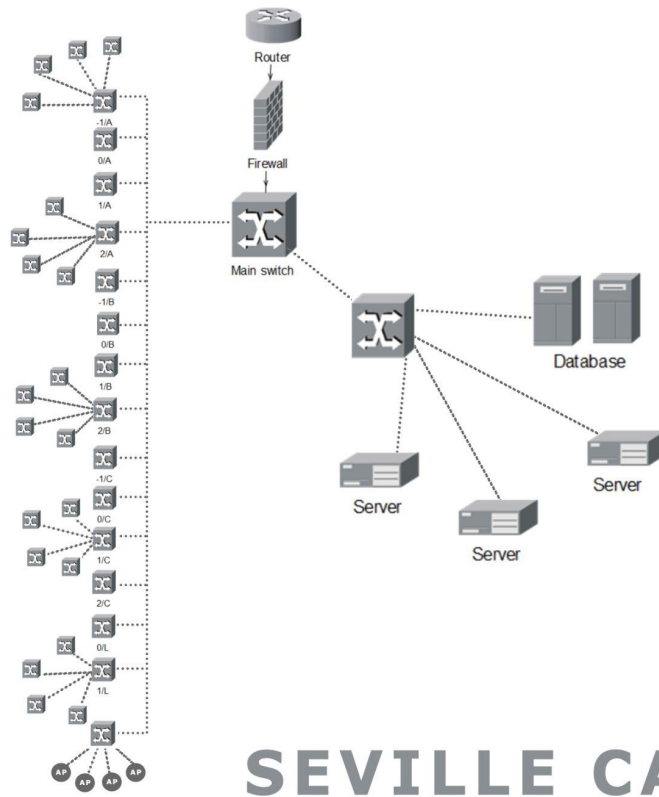 Router
Firewall
Main switch
-1/A
0/A
1/A
2/A
-1/B
0/B
1/B
2/B
-1/C
0/C
1/C
2/C
0/L
1/L
AP
AP
AP
AP
Database
Server
Server
Server
SEVILLE CA